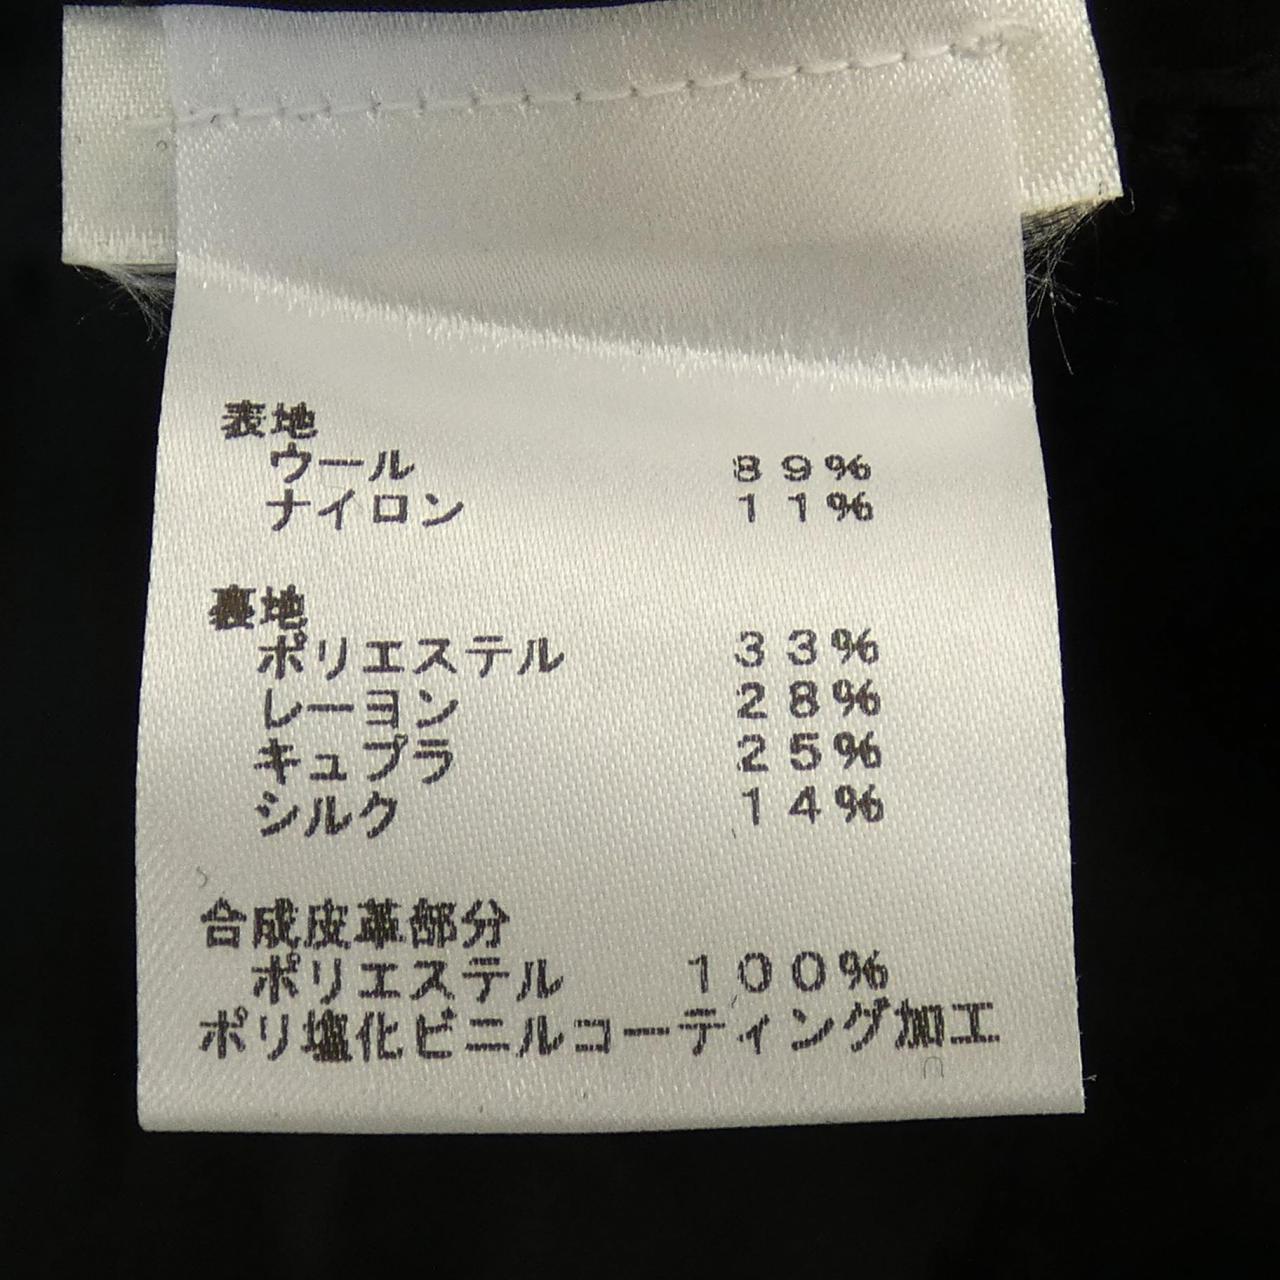 表地
ウール 89%
ナイロン 11%
裏地
ポリエステル 33%
レーヨン 28%
キュプラ 25%
シルク 14%
合成皮革部分
ポリエステル 100%
ポリ塩化ビニルコーティング加工